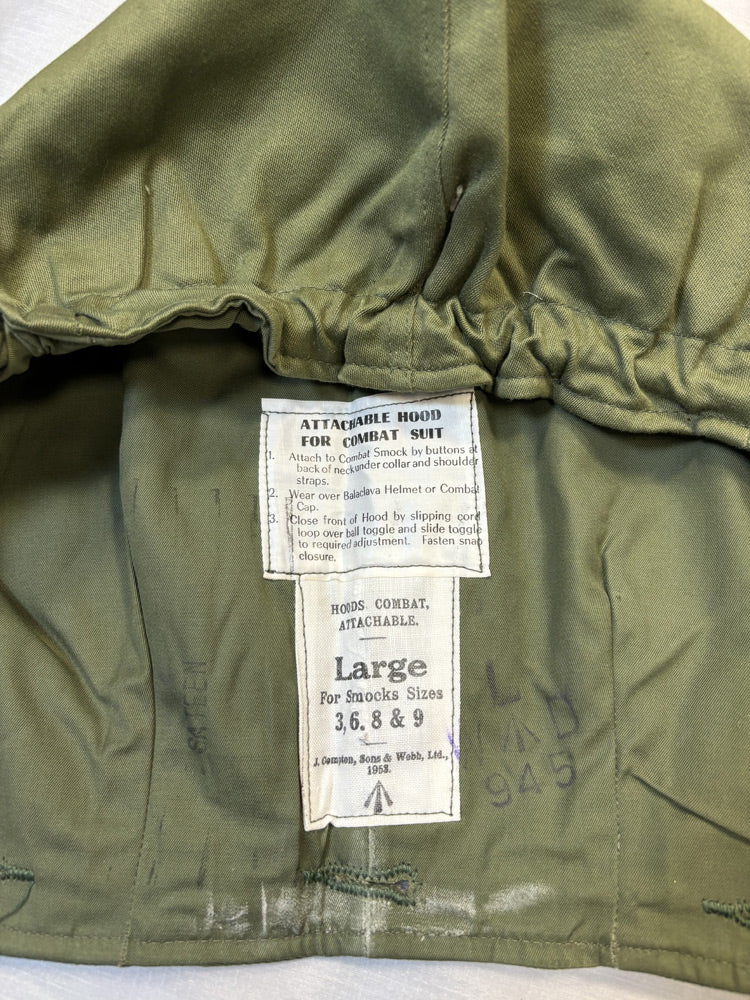 ATTACHABLE HOOD
FOR COMBAT SUIT
1. Attach to Combat Smock by buttons at
back of neck under collar and shoulder
straps.
2. Wear over Balaclava Helmet or Combat
Cap.
3. Close front of Hood by slipping cord
loop over ball toggle and slide toggle
to required adjustment. Fasten snap
closure.
HOODS COMBAT,
ATTACHABLE.
Large
For Smocks Sizes
3, 6. 8 & 9
J. Compton, Sons & Webb, Ltd.,
1953.
L
D
945